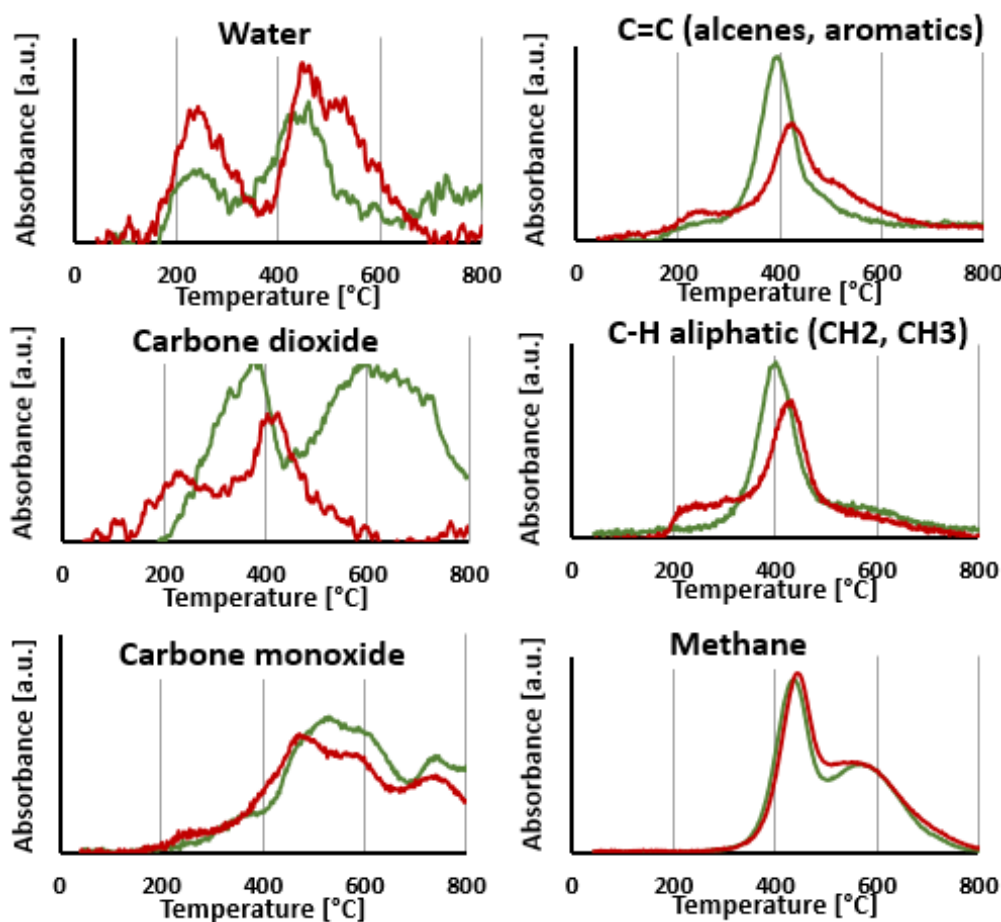 Water
Absorbance [a.u.]
0 200 400 600 800
Temperature [°C]
C=C (alcenes, aromatics)
Absorbance [a.u.]
0 200 400 600 800
Temperature [°C]
Carbone dioxide
Absorbance [a.u.]
0 200 400 600 800
Temperature [°C]
C-H aliphatic (CH2, CH3)
Absorbance [a.u.]
0 200 400 600 800
Temperature [°C]
Carbone monoxide
Absorbance [a.u.]
0 200 400 600 800
Temperature [°C]
Methane
Absorbance [a.u.]
0 200 400 600 800
Temperature [°C]